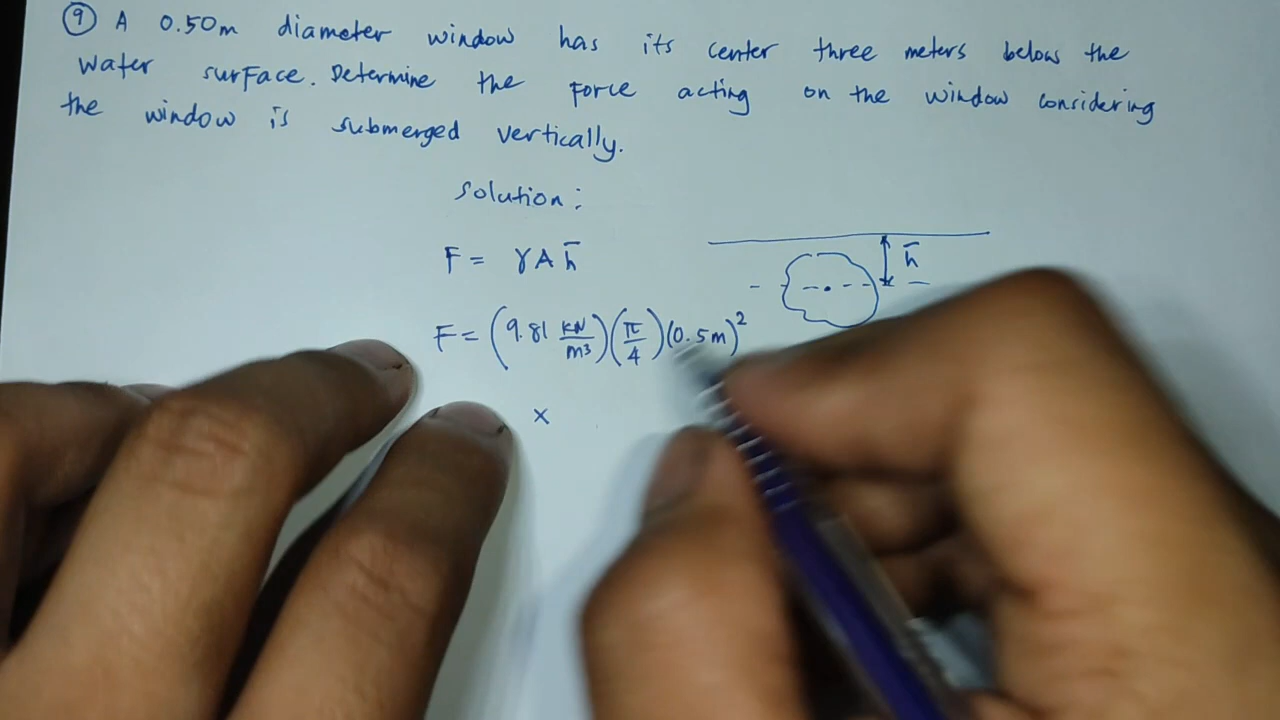 ⑨ A 0.50m diameter window has its center three meters below the
water surface. Determine the force acting on the window considering
the window is submerged vertically.
Solution:
F = γ A h̄
h̄
F = (9.81 kN/m³)(π/4)(0.5m)²
×